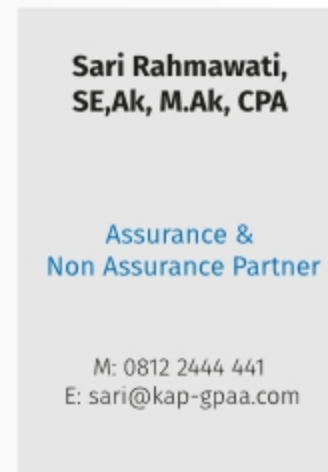 Sari Rahmawati,
SE,Ak, M.Ak, CPA
Assurance &
Non Assurance Partner
M: 0812 2444 441
E: sari@kap-gpaa.com